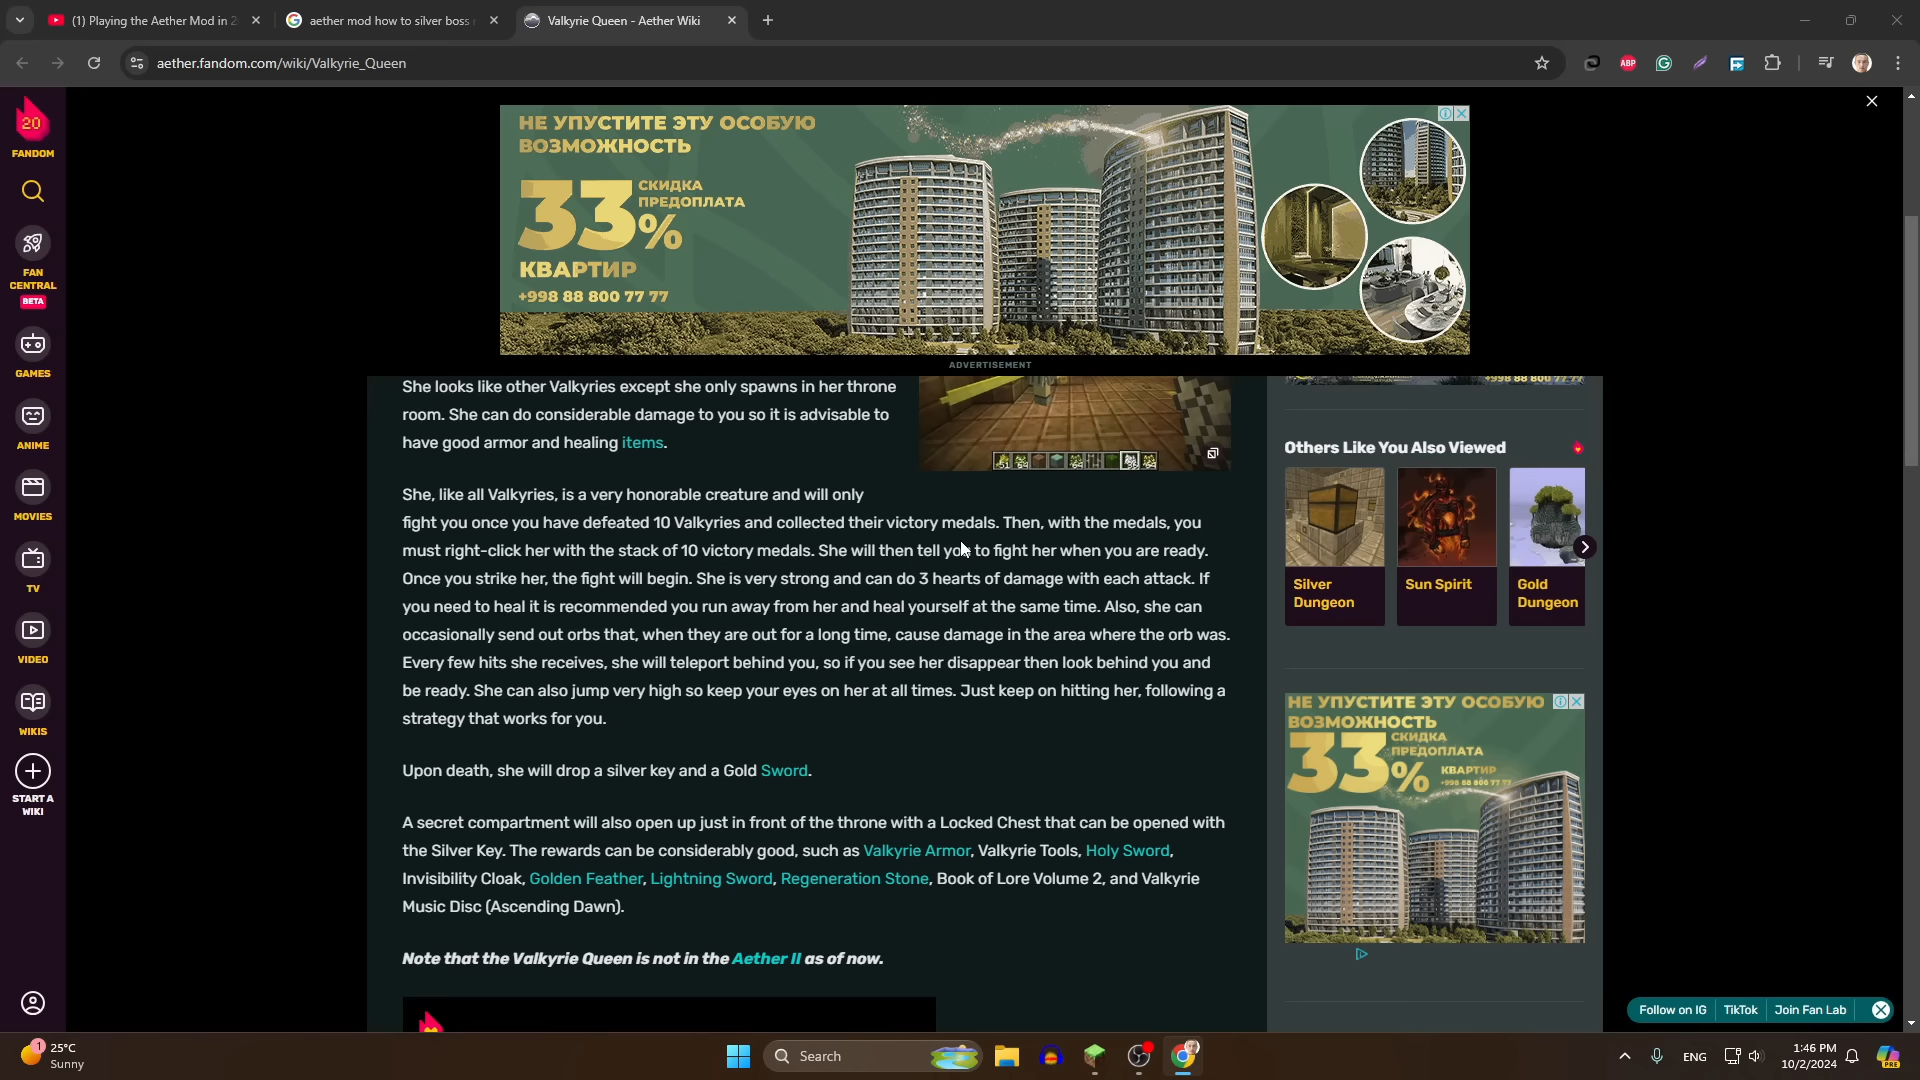 (1) Playing the Aether Mod in 2
aether mod how to silver boss
Valkyrie Queen - Aether Wiki
aether.fandom.com/wiki/Valkyrie_Queen
ABP
20
FANDOM
FAN
CENTRAL
BETA
GAMES
ANIME
MOVIES
TV
VIDEO
WIKIS
START A
WIKI
НЕ УПУСТИТЕ ЭТУ ОСОБУЮ
ВОЗМОЖНОСТЬ
33%
СКИДКА
ПРЕДОПЛАТА
КВАРТИР
+998 88 800 77 77
ADVERTISEMENT
She looks like other Valkyries except she only spawns in her throne
room. She can do considerable damage to you so it is advisable to
have good armor and healing items.
She, like all Valkyries, is a very honorable creature and will only
fight you once you have defeated 10 Valkyries and collected their victory medals. Then, with the medals, you
must right-click her with the stack of 10 victory medals. She will then tell you to fight her when you are ready.
Once you strike her, the fight will begin. She is very strong and can do 3 hearts of damage with each attack. If
you need to heal it is recommended you run away from her and heal yourself at the same time. Also, she can
occasionally send out orbs that, when they are out for a long time, cause damage in the area where the orb was.
Every few hits she receives, she will teleport behind you, so if you see her disappear then look behind you and
be ready. She can also jump very high so keep your eyes on her at all times. Just keep on hitting her, following a
strategy that works for you.
Upon death, she will drop a silver key and a Gold Sword.
A secret compartment will also open up just in front of the throne with a Locked Chest that can be opened with
the Silver Key. The rewards can be considerably good, such as Valkyrie Armor, Valkyrie Tools, Holy Sword,
Invisibility Cloak, Golden Feather, Lightning Sword, Regeneration Stone, Book of Lore Volume 2, and Valkyrie
Music Disc (Ascending Dawn).
Note that the Valkyrie Queen is not in the Aether II as of now.
+998 88 800 77 77
Others Like You Also Viewed
Silver
Dungeon
Sun Spirit
Gold
Dungeon
НЕ УПУСТИТЕ ЭТУ ОСОБУЮ
ВОЗМОЖНОСТЬ
33%
СКИДКА
ПРЕДОПЛАТА
КВАРТИР
+998 88 800 77 77
Follow on IG
TikTok
Join Fan Lab
1
25°C
Sunny
Search
ENG
1:46 PM
10/2/2024
PRE